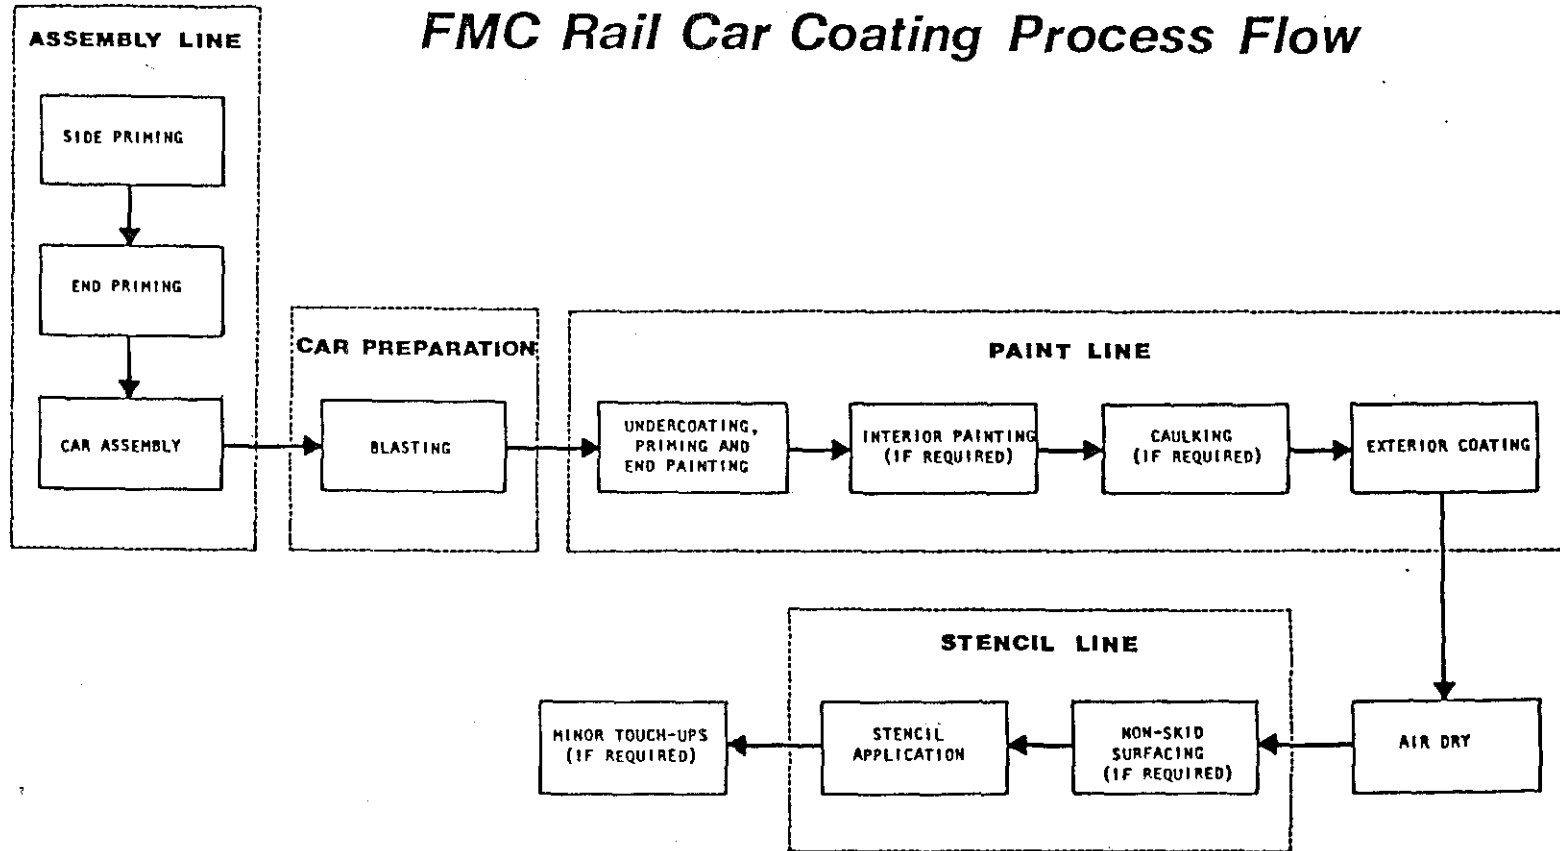 FMC Rail Car Coating Process Flow
ASSEMBLY LINE
SIDE PRIMING
END PRIMING
CAR ASSEMBLY
CAR PREPARATION
BLASTING
PAINT LINE
UNDERCOATING,
PRIMING AND
END PAINTING
INTERIOR PAINTING
(IF REQUIRED)
CAULKING
(IF REQUIRED)
EXTERIOR COATING
AIR DRY
STENCIL LINE
NON-SKID
SURFACING
(IF REQUIRED)
STENCIL
APPLICATION
MINOR TOUCH-UPS
(IF REQUIRED)